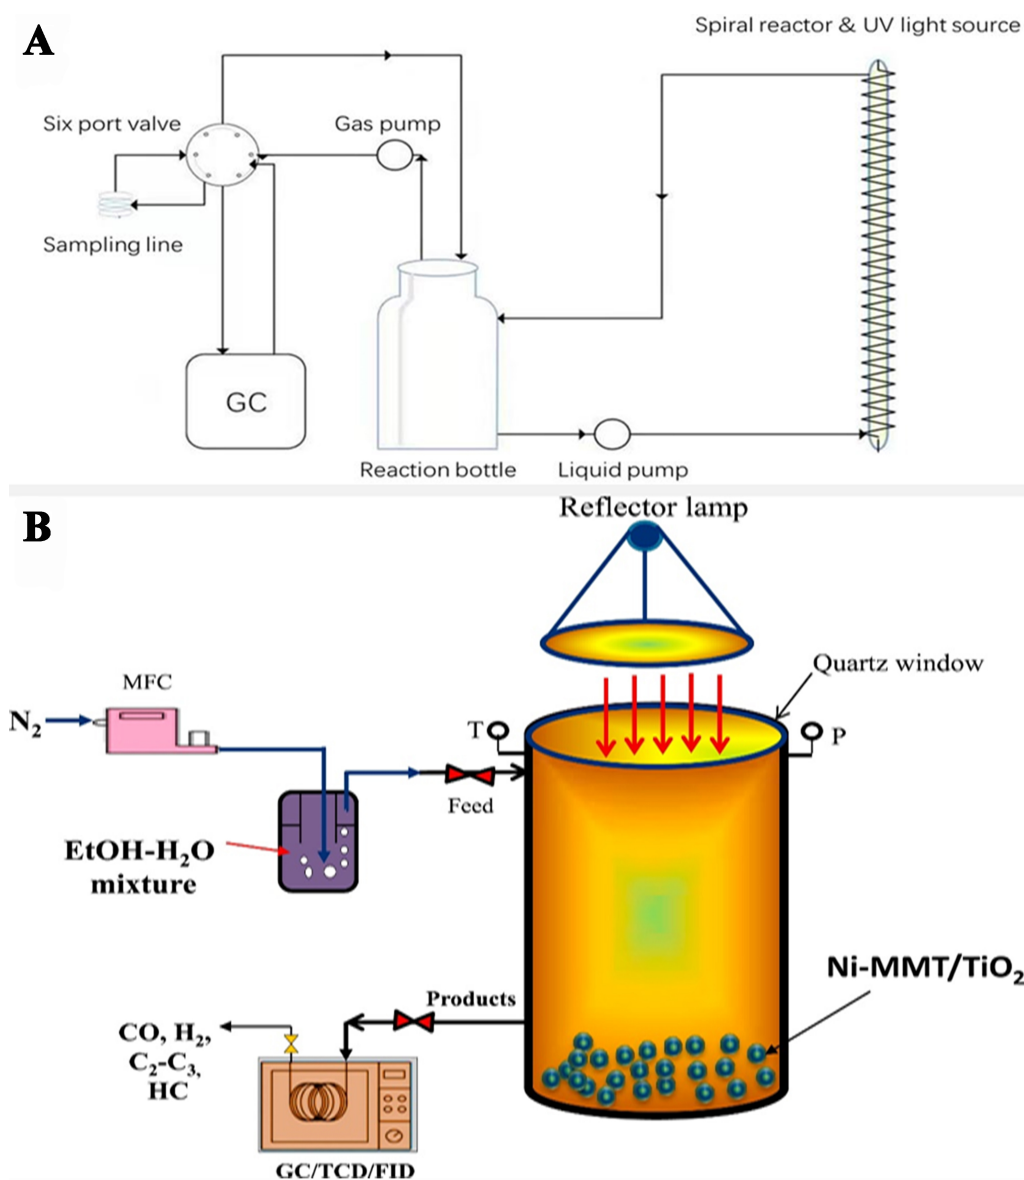 A
Spiral reactor & UV light source
Six port valve
Gas pump
Sampling line
GC
Reaction bottle
Liquid pump
B
Reflector lamp
Quartz window
MFC
N₂
T
P
Feed
EtOH-H₂O
mixture
Ni-MMT/TiO₂
Products
CO, H₂,
C₂-C₃,
HC
GC/TCD/FID